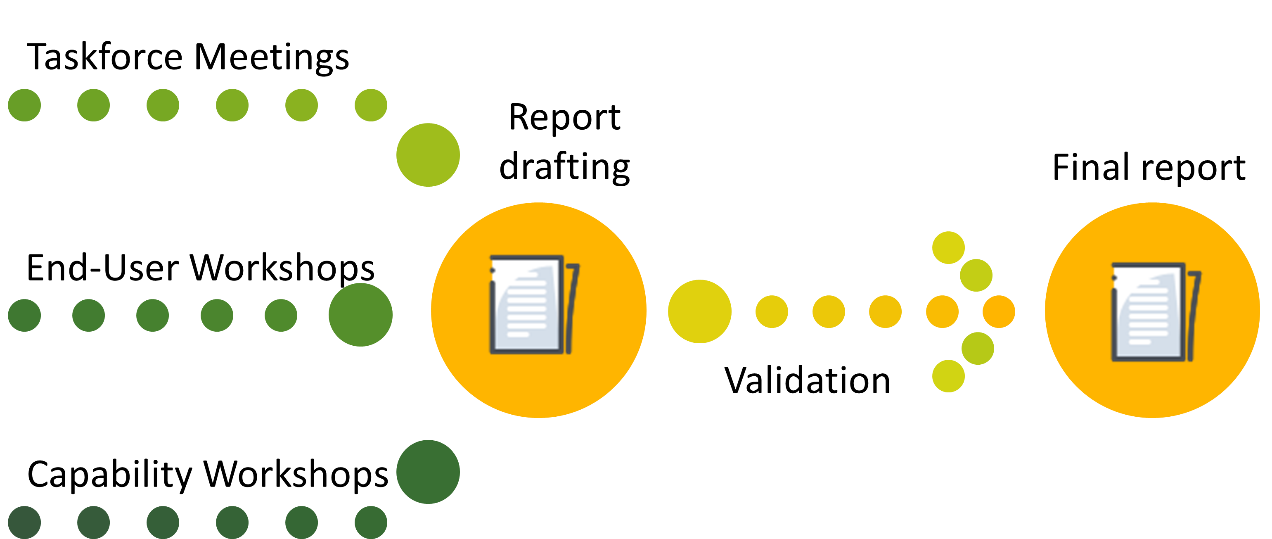 Taskforce Meetings
Report
drafting
Final report
End-User Workshops
Validation
Capability Workshops